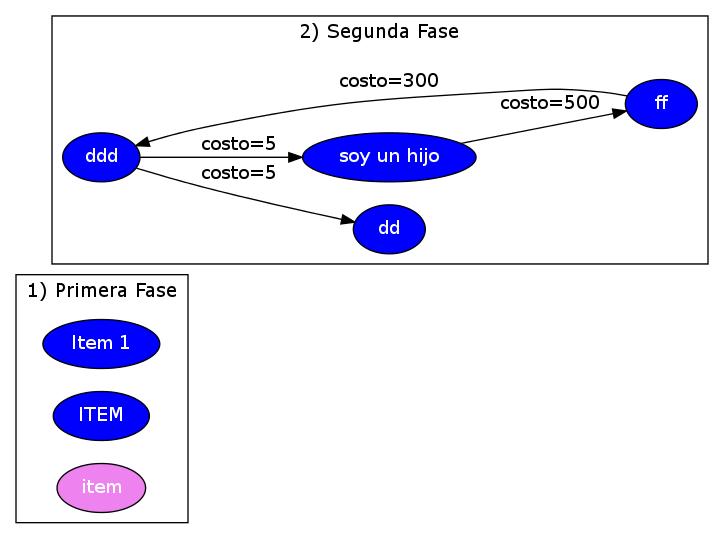 2) Segunda Fase
costo=300
costo=500
ff
costo=5
ddd
soy un hijo
costo=5
dd
1) Primera Fase
Item 1
ITEM
item